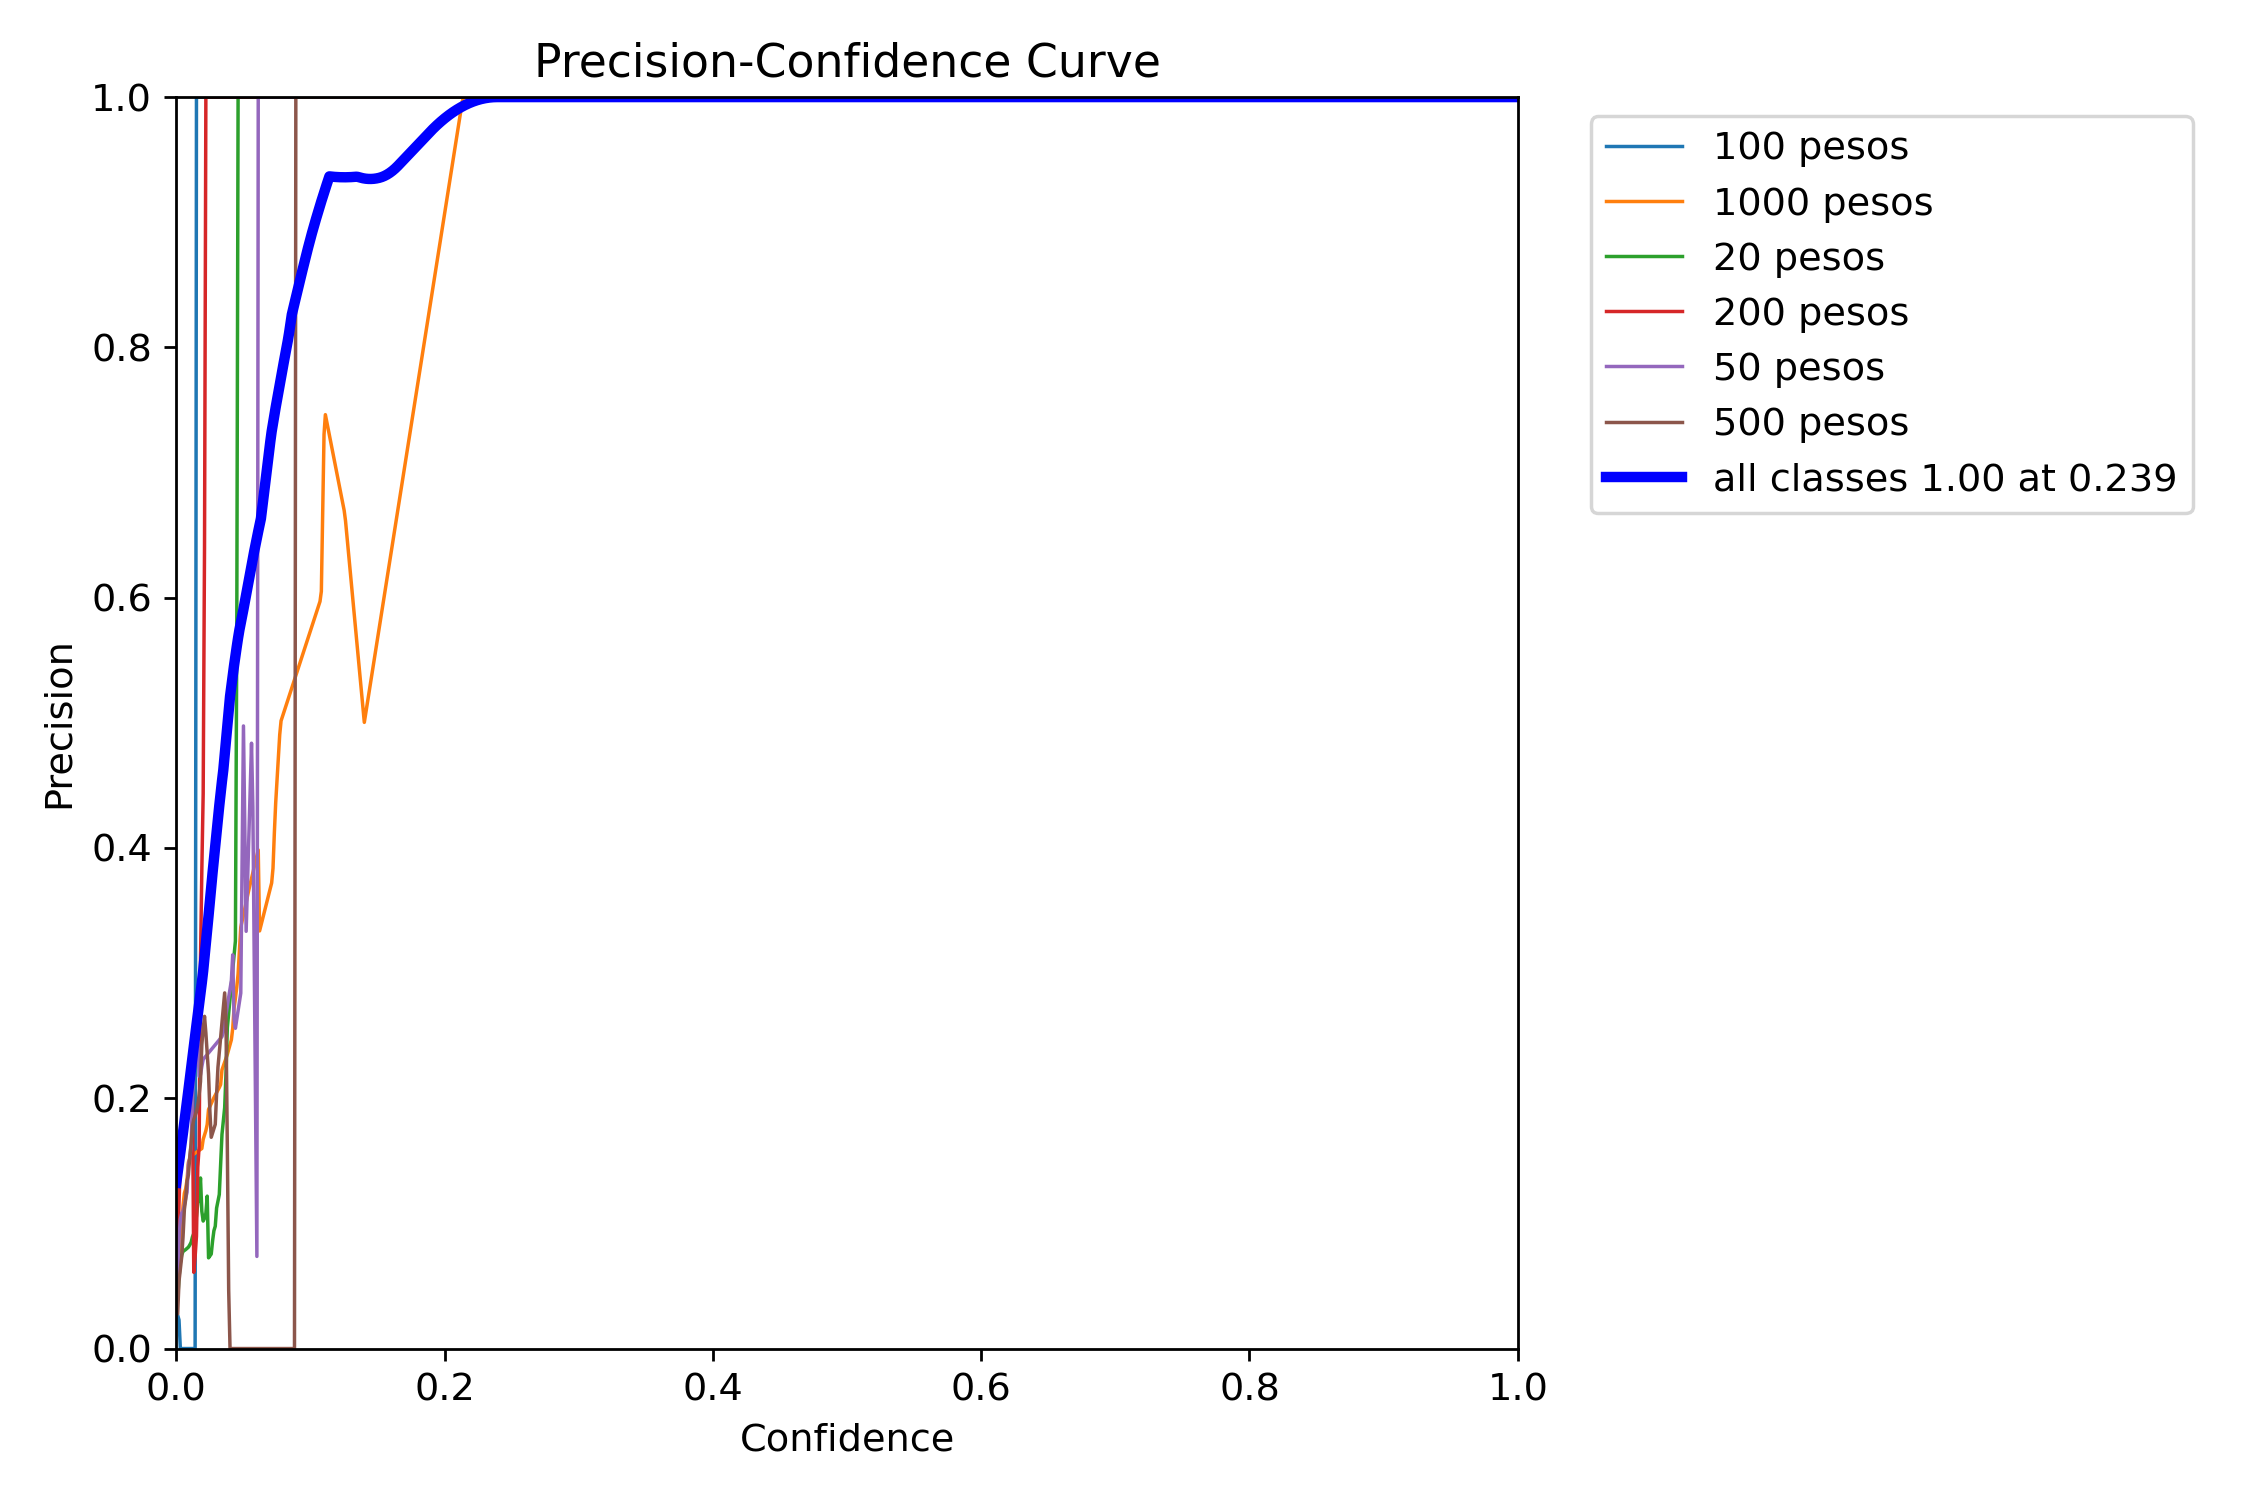 Precision-Confidence Curve
1.0
0.8
0.6
0.4
0.2
0.0
Precision
0.0 0.2 0.4 0.6 0.8 1.0
Confidence
100 pesos
1000 pesos
20 pesos
200 pesos
50 pesos
500 pesos
all classes 1.00 at 0.239